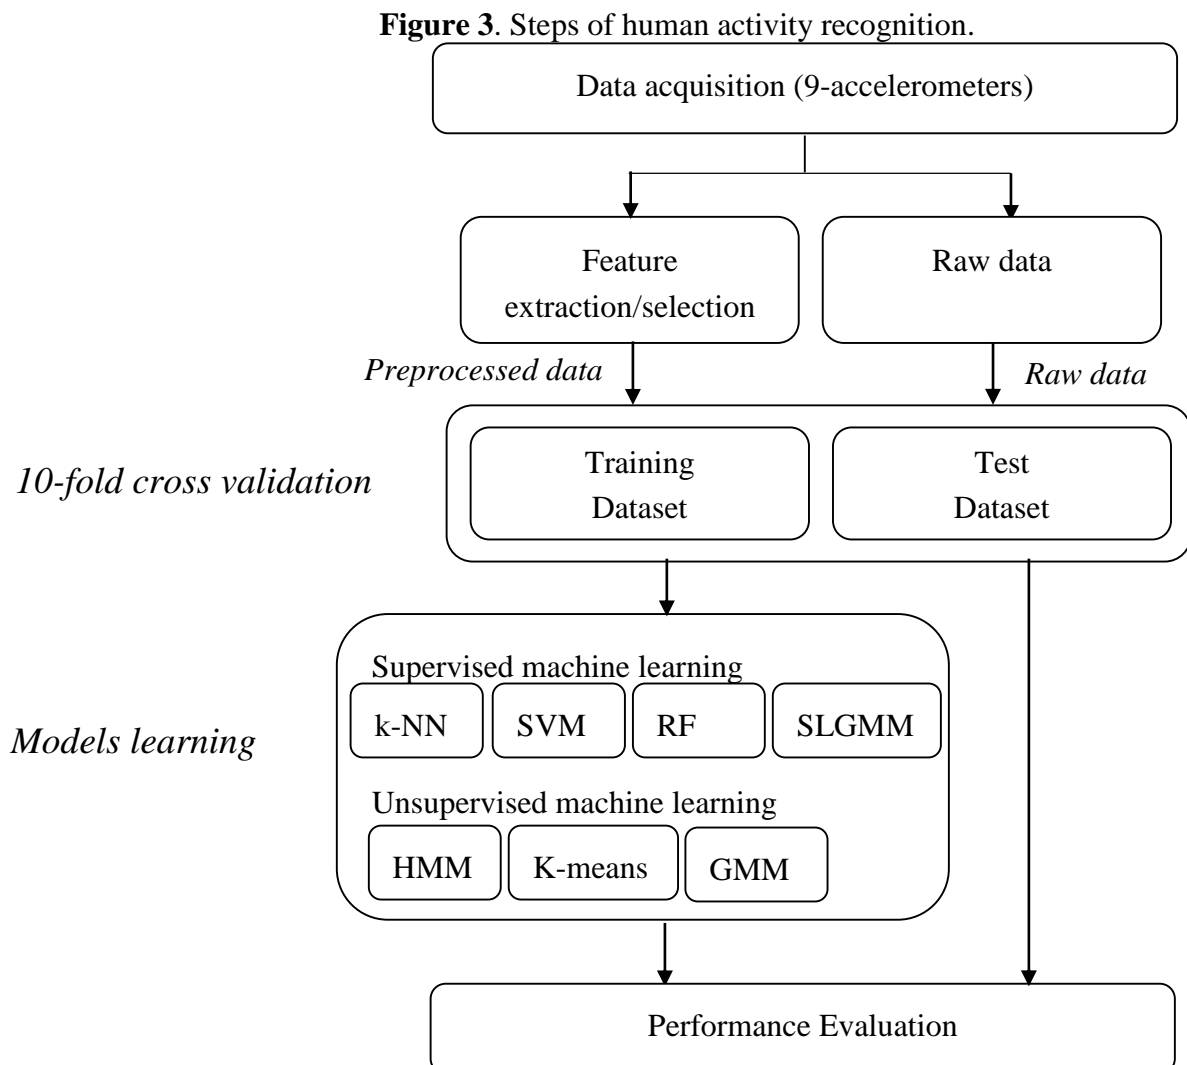 Figure 3. Steps of human activity recognition.
Data acquisition (9-accelerometers)
Feature
extraction/selection
Raw data
Preprocessed data
Raw data
10-fold cross validation
Training
Dataset
Test
Dataset
Models learning
Supervised machine learning
k-NN
SVM
RF
SLGMM
Unsupervised machine learning
HMM
K-means
GMM
Performance Evaluation